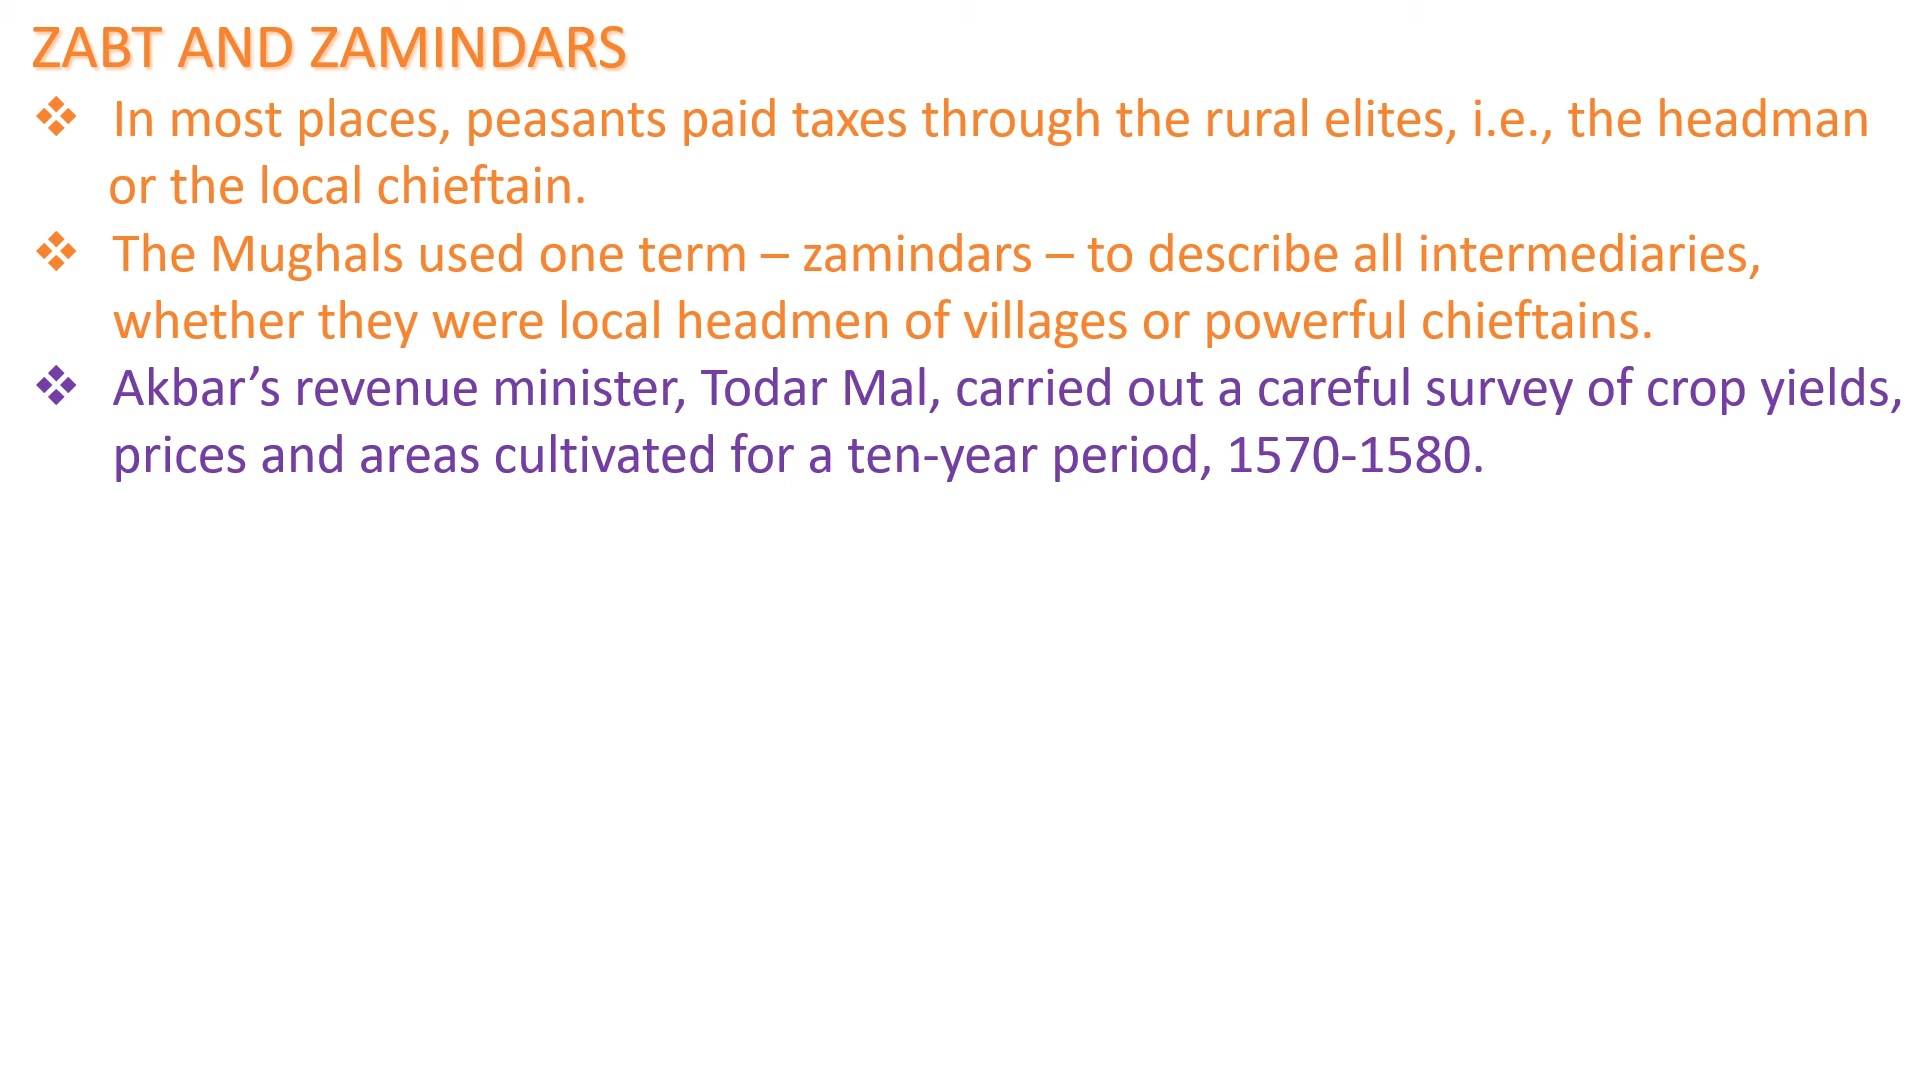 ZABT AND ZAMINDARS
❖ In most places, peasants paid taxes through the rural elites, i.e., the headman
or the local chieftain.
❖ The Mughals used one term – zamindars – to describe all intermediaries,
whether they were local headmen of villages or powerful chieftains.
❖ Akbar’s revenue minister, Todar Mal, carried out a careful survey of crop yields,
prices and areas cultivated for a ten-year period, 1570-1580.